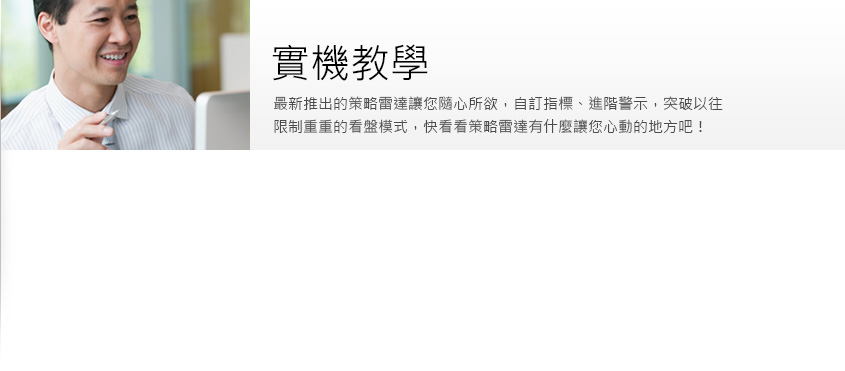 實機教學
最新推出的策略雷達讓您隨心所欲，自訂指標、進階警示，突破以往
限制重重的看盤模式，快看看策略雷達有什麼讓您心動的地方吧！